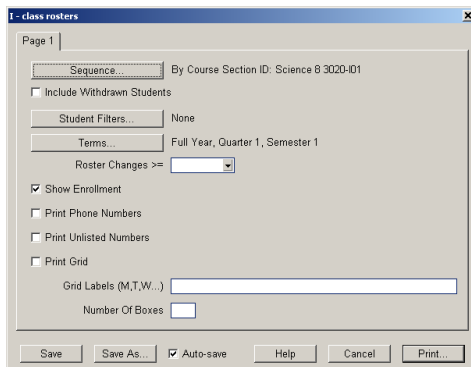 I - class rosters
Page 1
Sequence... By Course Section ID: Science 8 3020-I01
Include Withdrawn Students
Student Filters... None
Terms... Full Year, Quarter 1, Semester 1
Roster Changes >=
Show Enrollment
Print Phone Numbers
Print Unlisted Numbers
Print Grid
Grid Labels (M,T,W...)
Number Of Boxes
Save Save As... Auto-save Help Cancel Print...